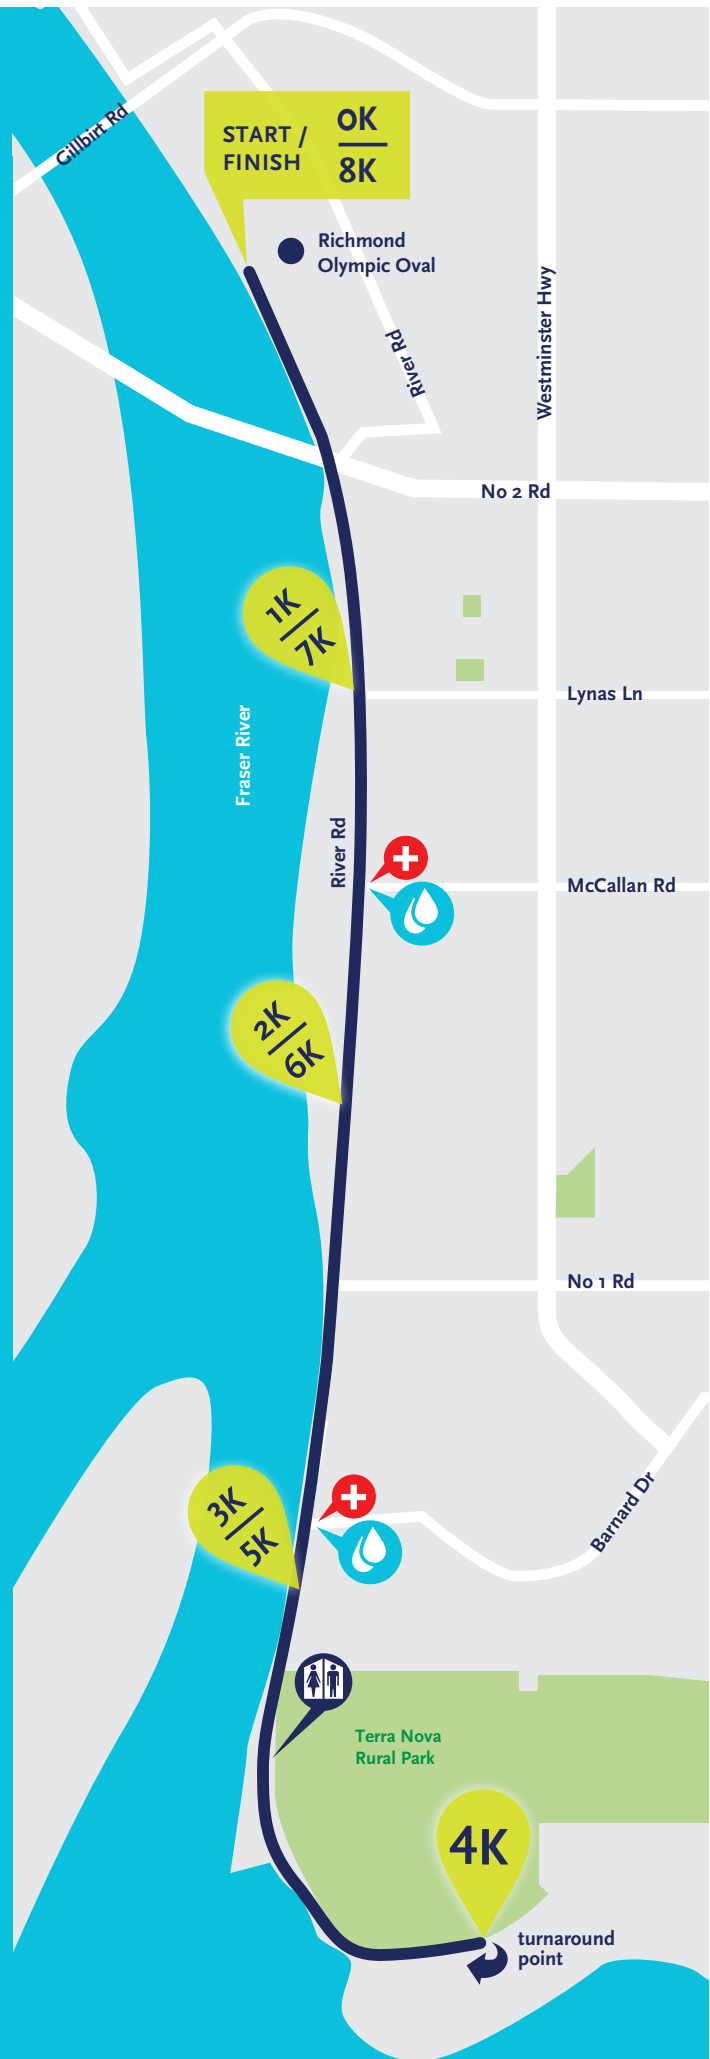 Gillbirt Rd
START /
FINISH
0K
8K
Richmond
Olympic Oval
Westminster Hwy
River Rd
No 2 Rd
1K
7K
Lynas Ln
Fraser River
River Rd
McCallan Rd
2K
6K
No 1 Rd
Barnard Dr
3K
5K
Terra Nova
Rural Park
4K
turnaround
point